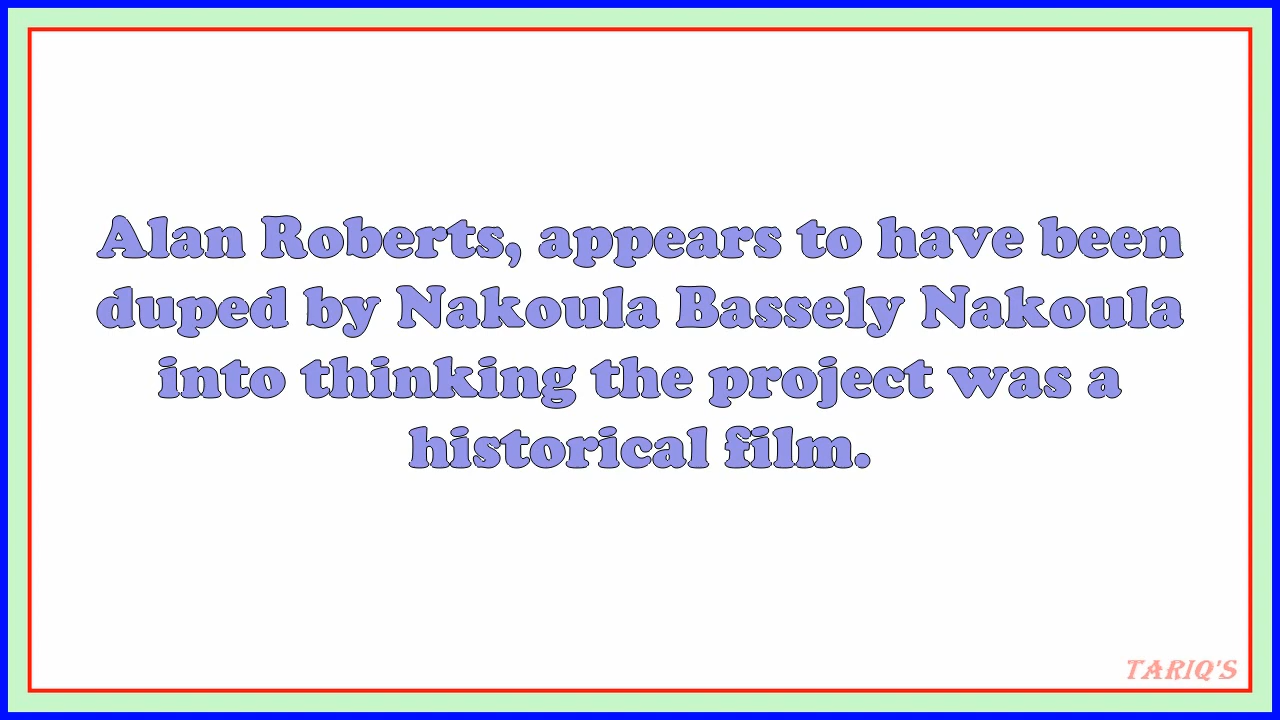 Alan Roberts, appears to have been
duped by Nakoula Bassely Nakoula
into thinking the project was a
historical film.
TARIQ'S